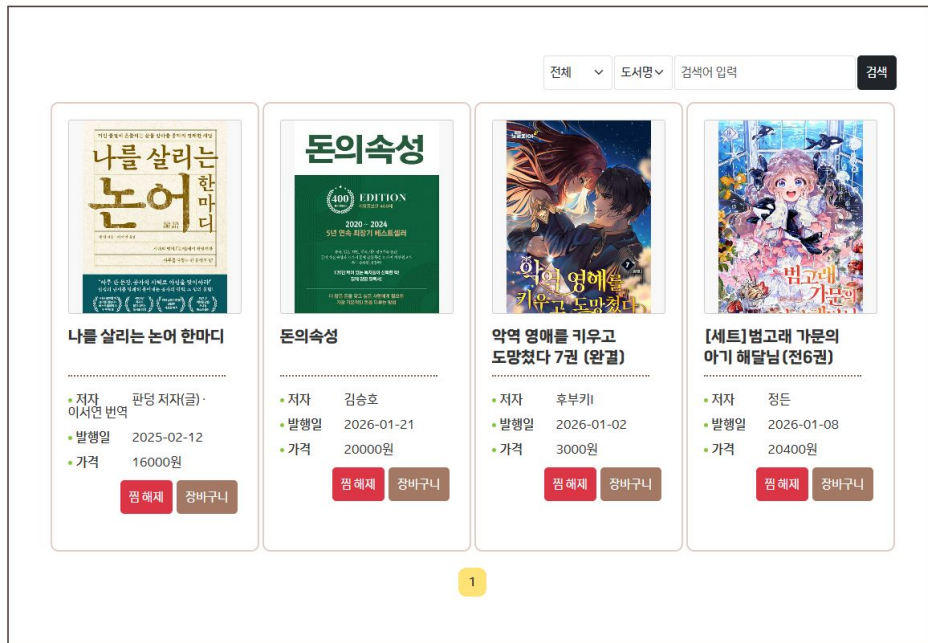 전체
도서명
검색어 입력
검색
나를 살리는
논어
한마디
論語
돈의속성
400
EDITION
2020 ~ 2024
5년 연속 최장기 베스트셀러
악역 영애를
7
키우고 도망쳤다
범고래
가문의
나를 살리는 논어 한마디
• 저자 판덩 저자(글) ·
이서연 번역
• 발행일 2025-02-12
• 가격 16000원
찜 해제
장바구니
돈의속성
• 저자 김승호
• 발행일 2026-01-21
• 가격 20000원
찜 해제
장바구니
악역 영애를 키우고
도망쳤다 7권 (완결)
• 저자 후부키I
• 발행일 2026-01-02
• 가격 3000원
찜 해제
장바구니
[세트]범고래 가문의
아기 해달님(전6권)
• 저자 정든
• 발행일 2026-01-08
• 가격 20400원
찜 해제
장바구니
1